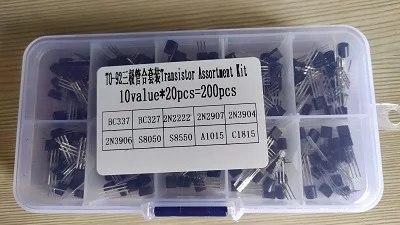 TO-92三极管合套装Transistor Assortment Kit
10value*20pcs=200pcs
BC337 BC327 2N2222 2N2907 2N3904
2N3906 S8050 S8550 A1015 C1815